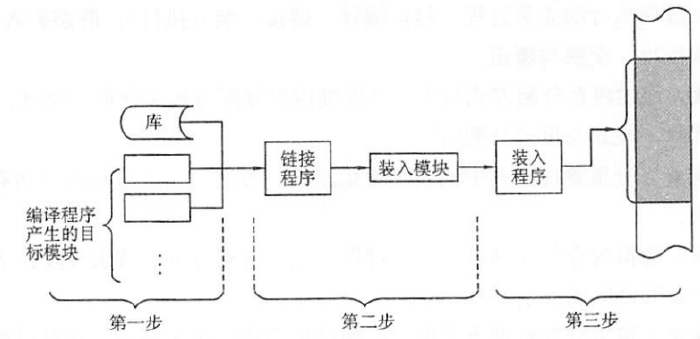 库
链接
程序
装入模块
装入
程序
编译程序
产生的目
标模块
第一步
第二步
第三步